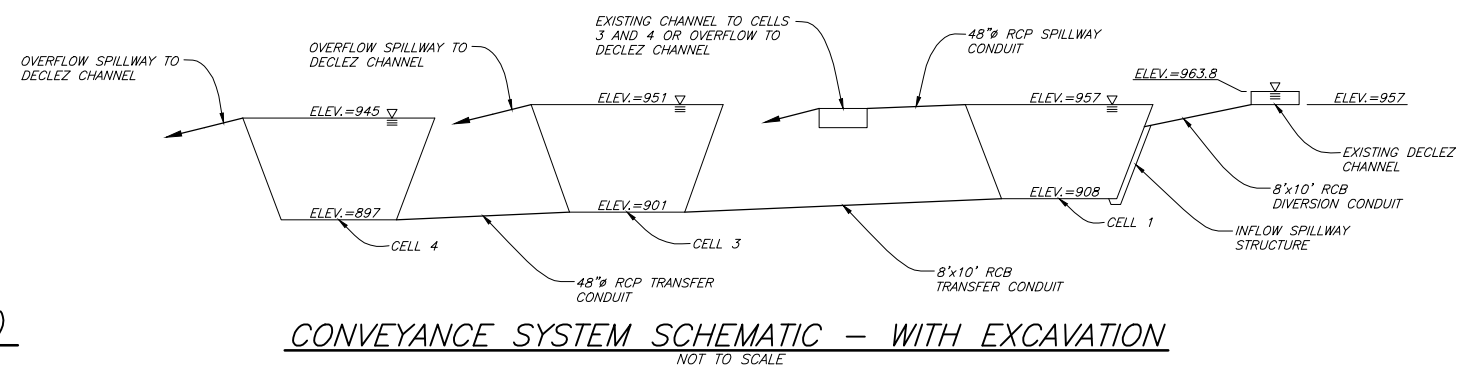 OVERFLOW SPILLWAY TO
DECLEZ CHANNEL
OVERFLOW SPILLWAY TO
DECLEZ CHANNEL
EXISTING CHANNEL TO CELLS
3 AND 4 OR OVERFLOW TO
DECLEZ CHANNEL
48"ø RCP SPILLWAY
CONDUIT
ELEV.=963.8
ELEV.=945
ELEV.=951
ELEV.=957
ELEV.=957
EXISTING DECLEZ
CHANNEL
8'x10' RCB
DIVERSION CONDUIT
INFLOW SPILLWAY
STRUCTURE
ELEV.=897
ELEV.=901
ELEV.=908
CELL 4
CELL 3
CELL 1
48"ø RCP TRANSFER
CONDUIT
8'x10' RCB
TRANSFER CONDUIT
)
CONVEYANCE SYSTEM SCHEMATIC – WITH EXCAVATION
NOT TO SCALE